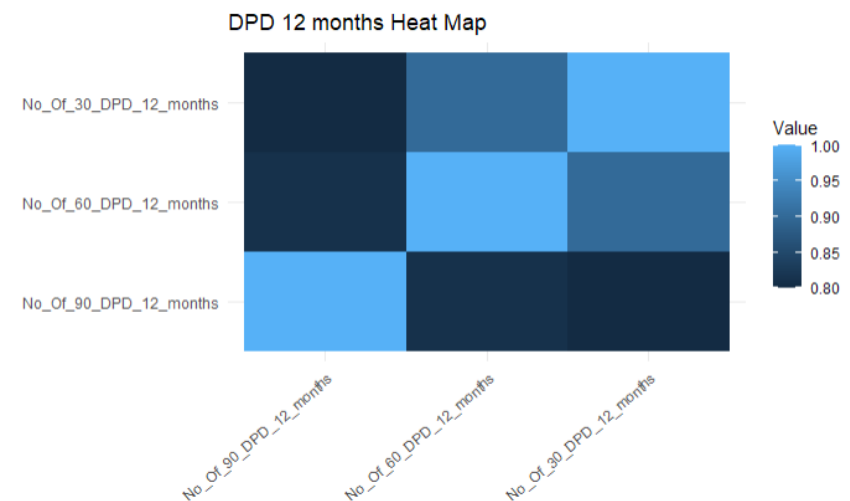 DPD 12 months Heat Map
No_Of_30_DPD_12_months
No_Of_60_DPD_12_months
No_Of_90_DPD_12_months
No_Of_90_DPD_12_months
No_Of_60_DPD_12_months
No_Of_30_DPD_12_months
Value
1.00
0.95
0.90
0.85
0.80